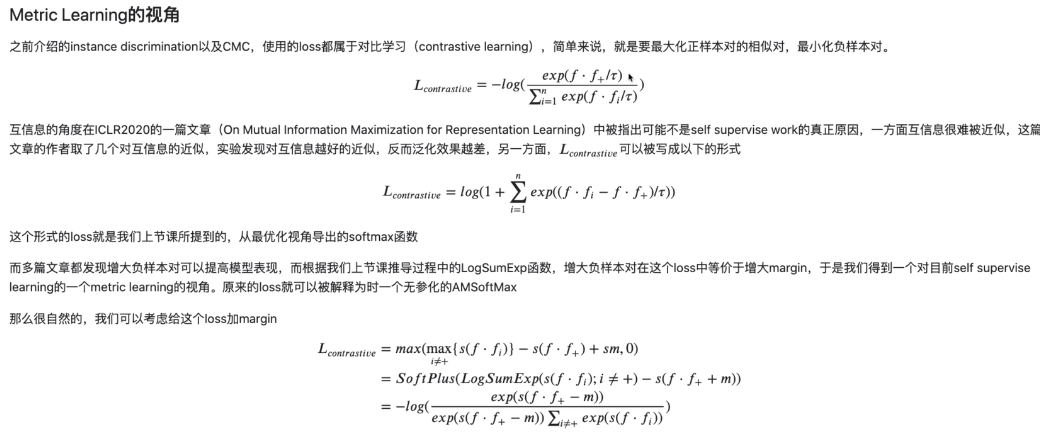 Metric Learning的视角
之前介绍的instance discrimination以及CMC，使用的loss都属于对比学习（contrastive learning），简单来说，就是要最大化正样本对的相似对，最小化负样本对。
L_{contrastive} = -log(\frac{exp(f · f_+/τ)}{\sum_{i=1}^{n} exp(f · f_i/τ)})
互信息的角度在ICLR2020的一篇文章（On Mutual Information Maximization for Representation Learning）中被指出可能不是self supervise work的真正原因，一方面互信息很难被近似，这篇
文章的作者取了几个对互信息的近似，实验发现对互信息越好的近似，反而泛化效果越差，另一方面，L_{contrastive}可以被写成以下的形式
L_{contrastive} = log(1 + \sum_{i=1}^{n} exp((f · f_i - f · f_+)/τ))
这个形式的loss就是我们上节课所提到的，从最优化视角导出的softmax函数
而多篇文章都发现增大负样本对可以提高模型表现，而根据我们上节课推导过程中的LogSumExp函数，增大负样本对在这个loss中等价于增大margin，于是我们得到一个对目前self supervise
learning的一个metric learning的视角。原来的loss就可以被解释为时一个无参化的AMSoftMax
那么很自然的，我们可以考虑给这个loss加margin
L_{contrastive} = max(\max_{i≠+}\{s(f · f_i)\} - s(f · f_+) + sm, 0)
= SoftPlus(LogSumExp(s(f · f_i); i ≠ +) - s(f · f_+ + m))
= -log(\frac{exp(s(f · f_+ - m))}{exp(s(f · f_+ - m)) \sum_{i≠+} exp(s(f · f_i))})